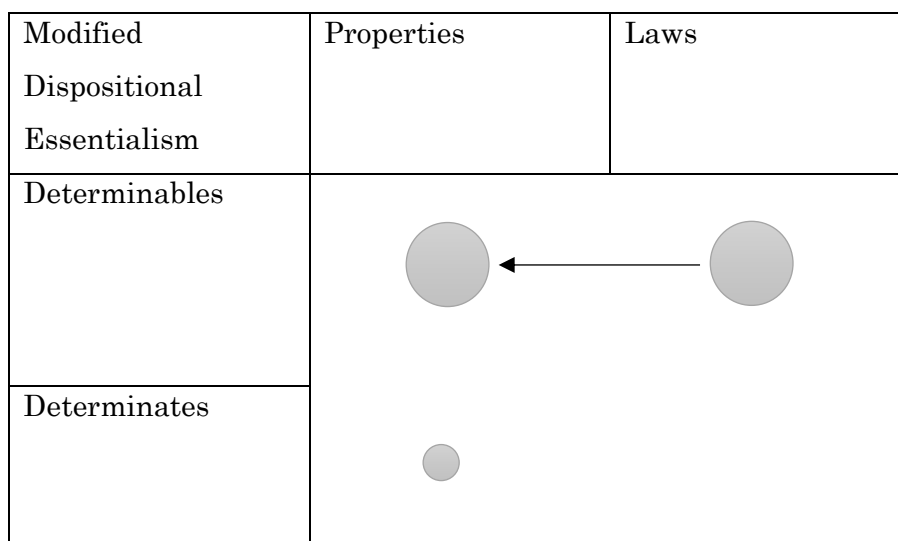 Modified
Dispositional
Essentialism
Properties
Laws
Determinables
Determinates